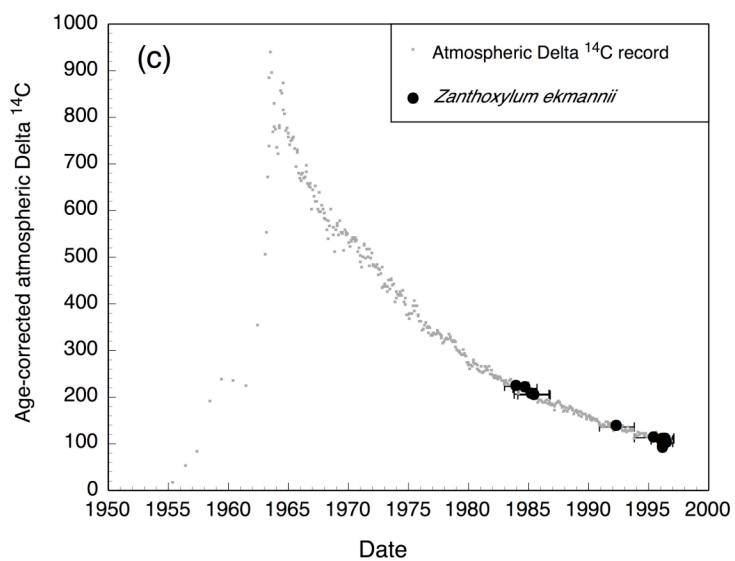 (c)
Atmospheric Delta ¹⁴C record
Zanthoxylum ekmannii
Age-corrected atmospheric Delta ¹⁴C
1000
900
800
700
600
500
400
300
200
100
0
1950 1955 1960 1965 1970 1975 1980 1985 1990 1995 2000
Date